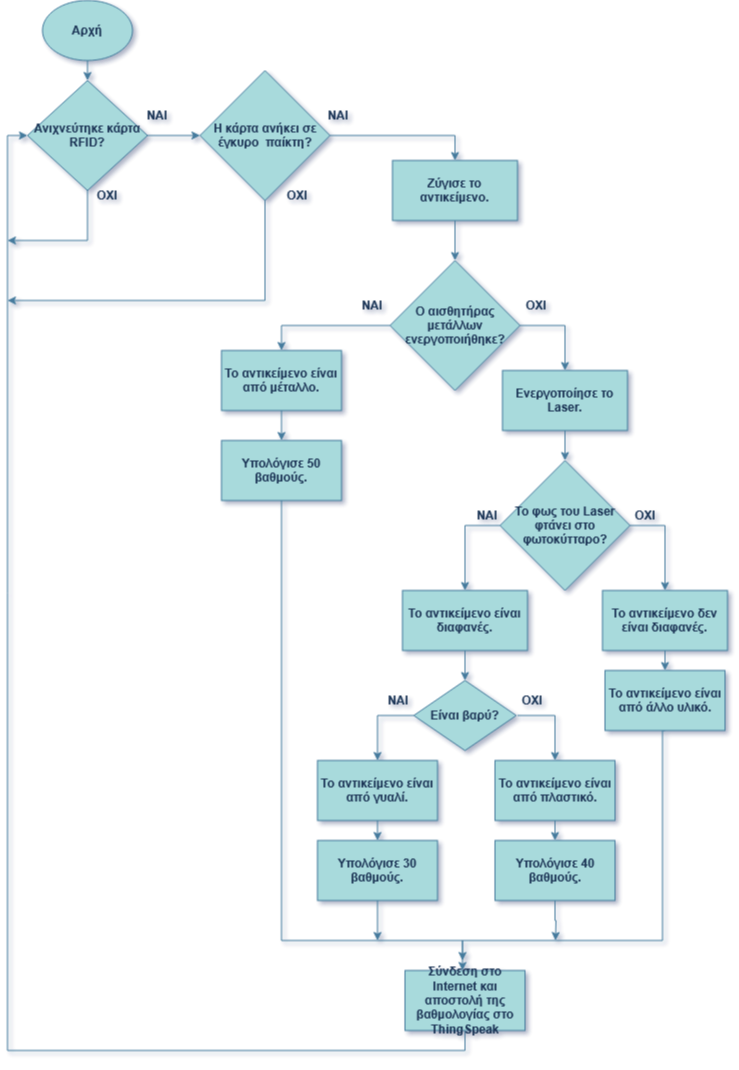 Αρχή
Ανιχνεύτηκε κάρτα
RFID?
ΝΑΙ
ΟΧΙ
Η κάρτα ανήκει σε
έγκυρο παίκτη?
ΝΑΙ
ΟΧΙ
Ζύγισε το
αντικείμενο.
Ο αισθητήρας
μετάλλων
ενεργοποιήθηκε?
ΝΑΙ
ΟΧΙ
Το αντικείμενο είναι
από μέταλλο.
Υπολόγισε 50
βαθμούς.
Ενεργοποίησε το
Laser.
Το φως του Laser
φτάνει στο
φωτοκύτταρο?
ΝΑΙ
ΟΧΙ
Το αντικείμενο είναι
διαφανές.
Το αντικείμενο δεν
είναι διαφανές.
Το αντικείμενο είναι
από άλλο υλικό.
Είναι βαρύ?
ΝΑΙ
ΟΧΙ
Το αντικείμενο είναι
από γυαλί.
Το αντικείμενο είναι
από πλαστικό.
Υπολόγισε 30
βαθμούς.
Υπολόγισε 40
βαθμούς.
Σύνδεση στο
Internet και
αποστολή της
βαθμολογίας στο
ThingSpeak